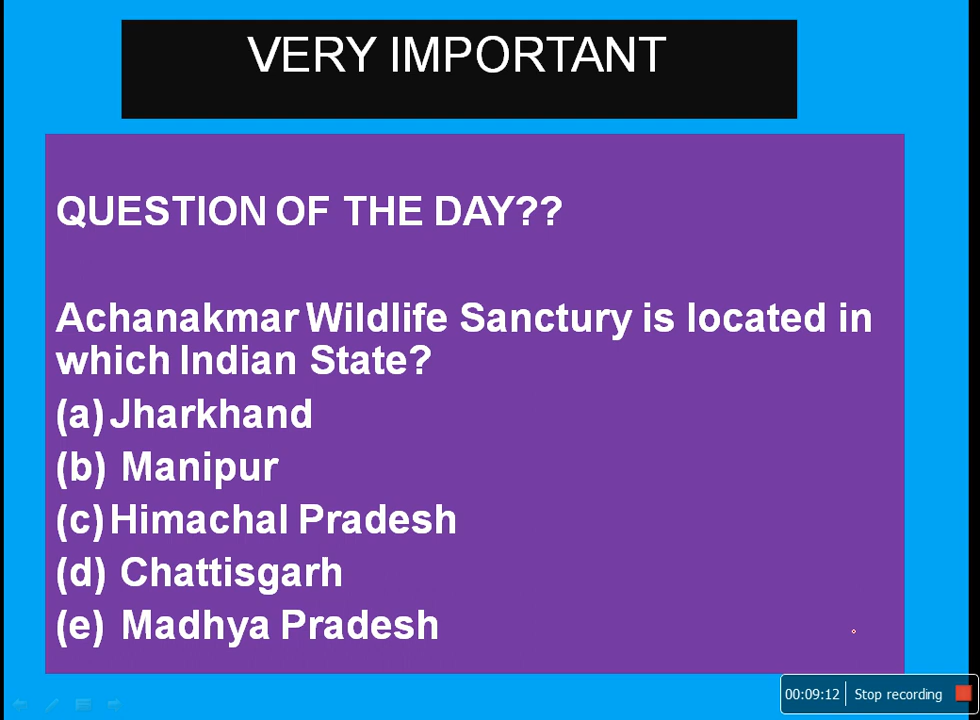 VERY IMPORTANT
QUESTION OF THE DAY??
Achanakmar Wildlife Sanctury is located in
which Indian State?
(a) Jharkhand
(b) Manipur
(c) Himachal Pradesh
(d) Chattisgarh
(e) Madhya Pradesh
00:09:12 Stop recording